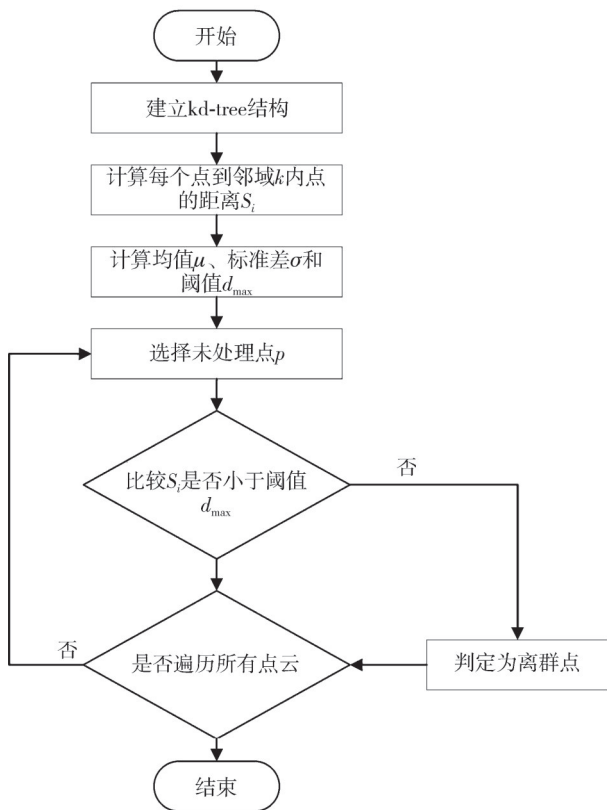 开始
建立kd-tree结构
计算每个点到邻域k内点
的距离Sᵢ
计算均值μ、标准差σ和
阈值d_max
选择未处理点p
比较Sᵢ是否小于阈值
d_max
否
是否遍历所有点云
否
判定为离群点
结束